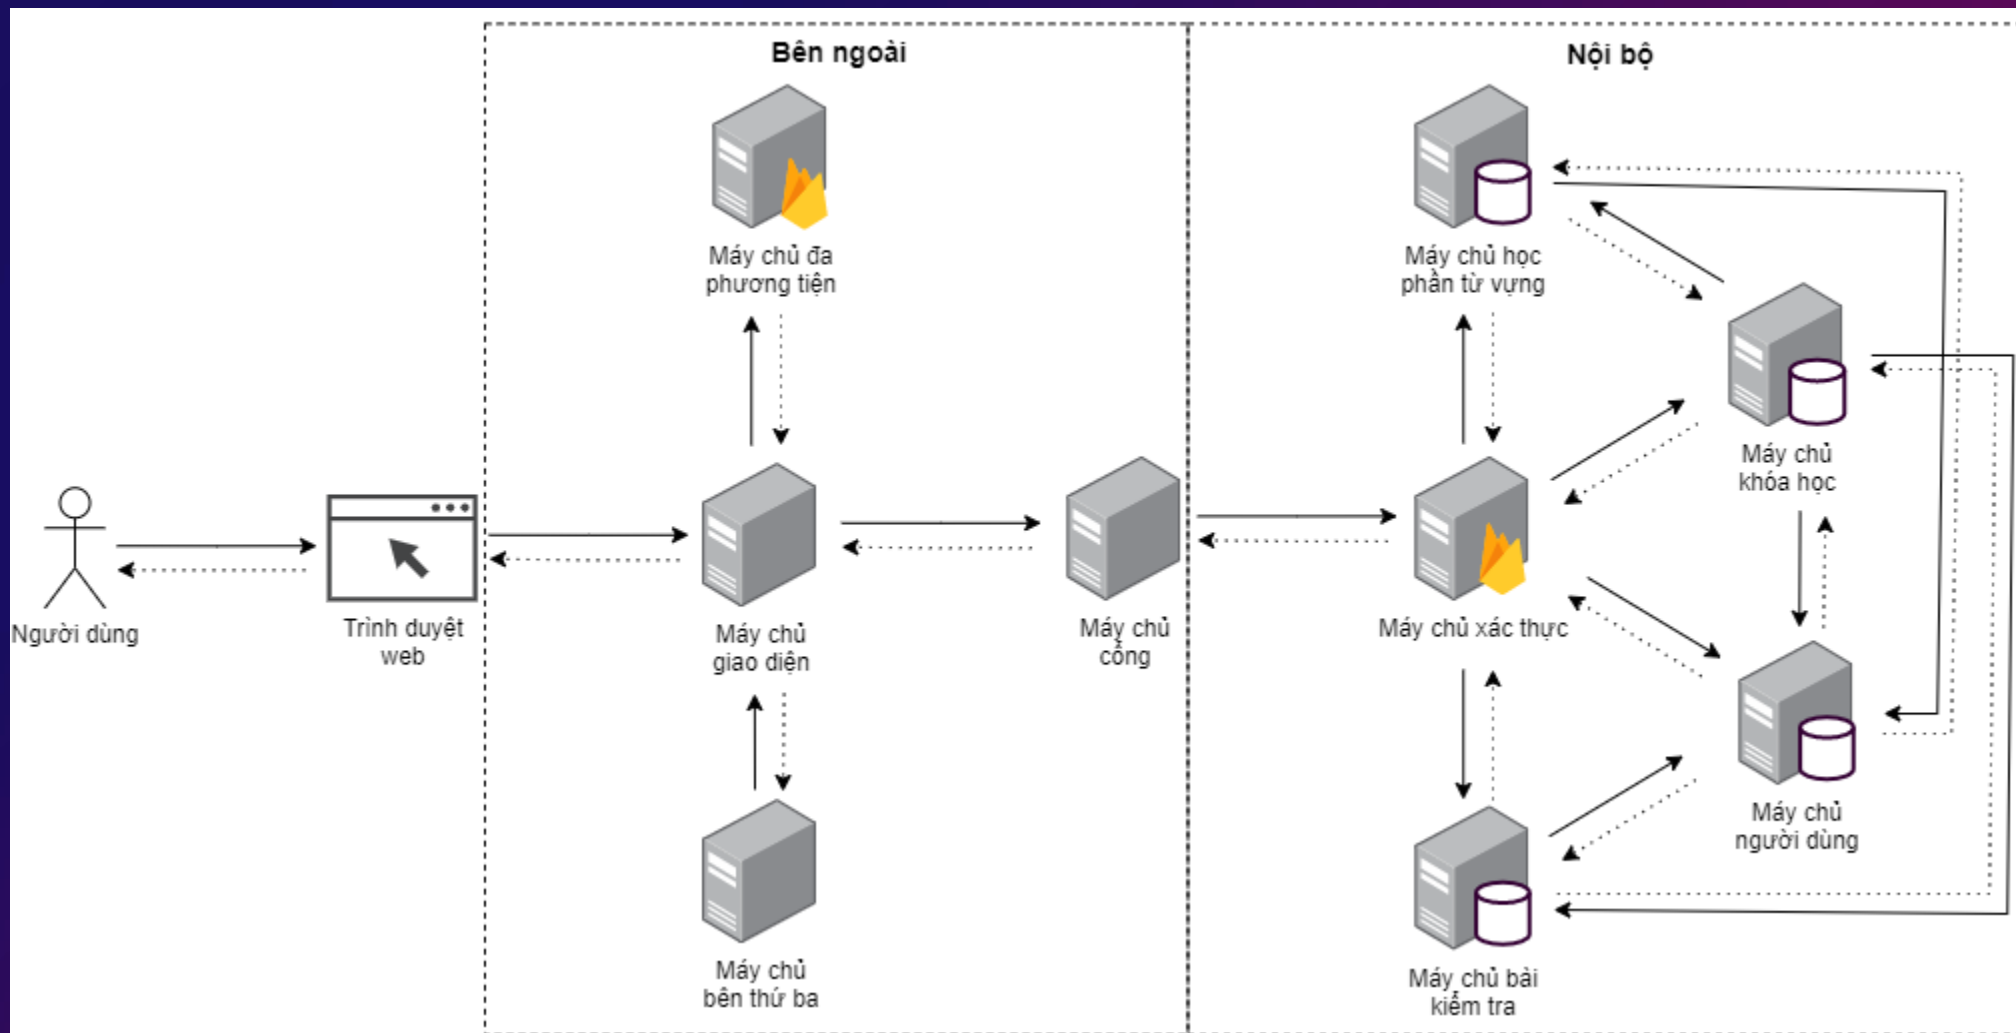 Bên ngoài
Nội bộ
Máy chủ đa
phương tiện
Máy chủ học
phần từ vựng
Máy chủ
khóa học
Người dùng
Trình duyệt
web
Máy chủ
giao diện
Máy chủ
cổng
Máy chủ xác thực
Máy chủ
người dùng
Máy chủ
bên thứ ba
Máy chủ bài
kiểm tra